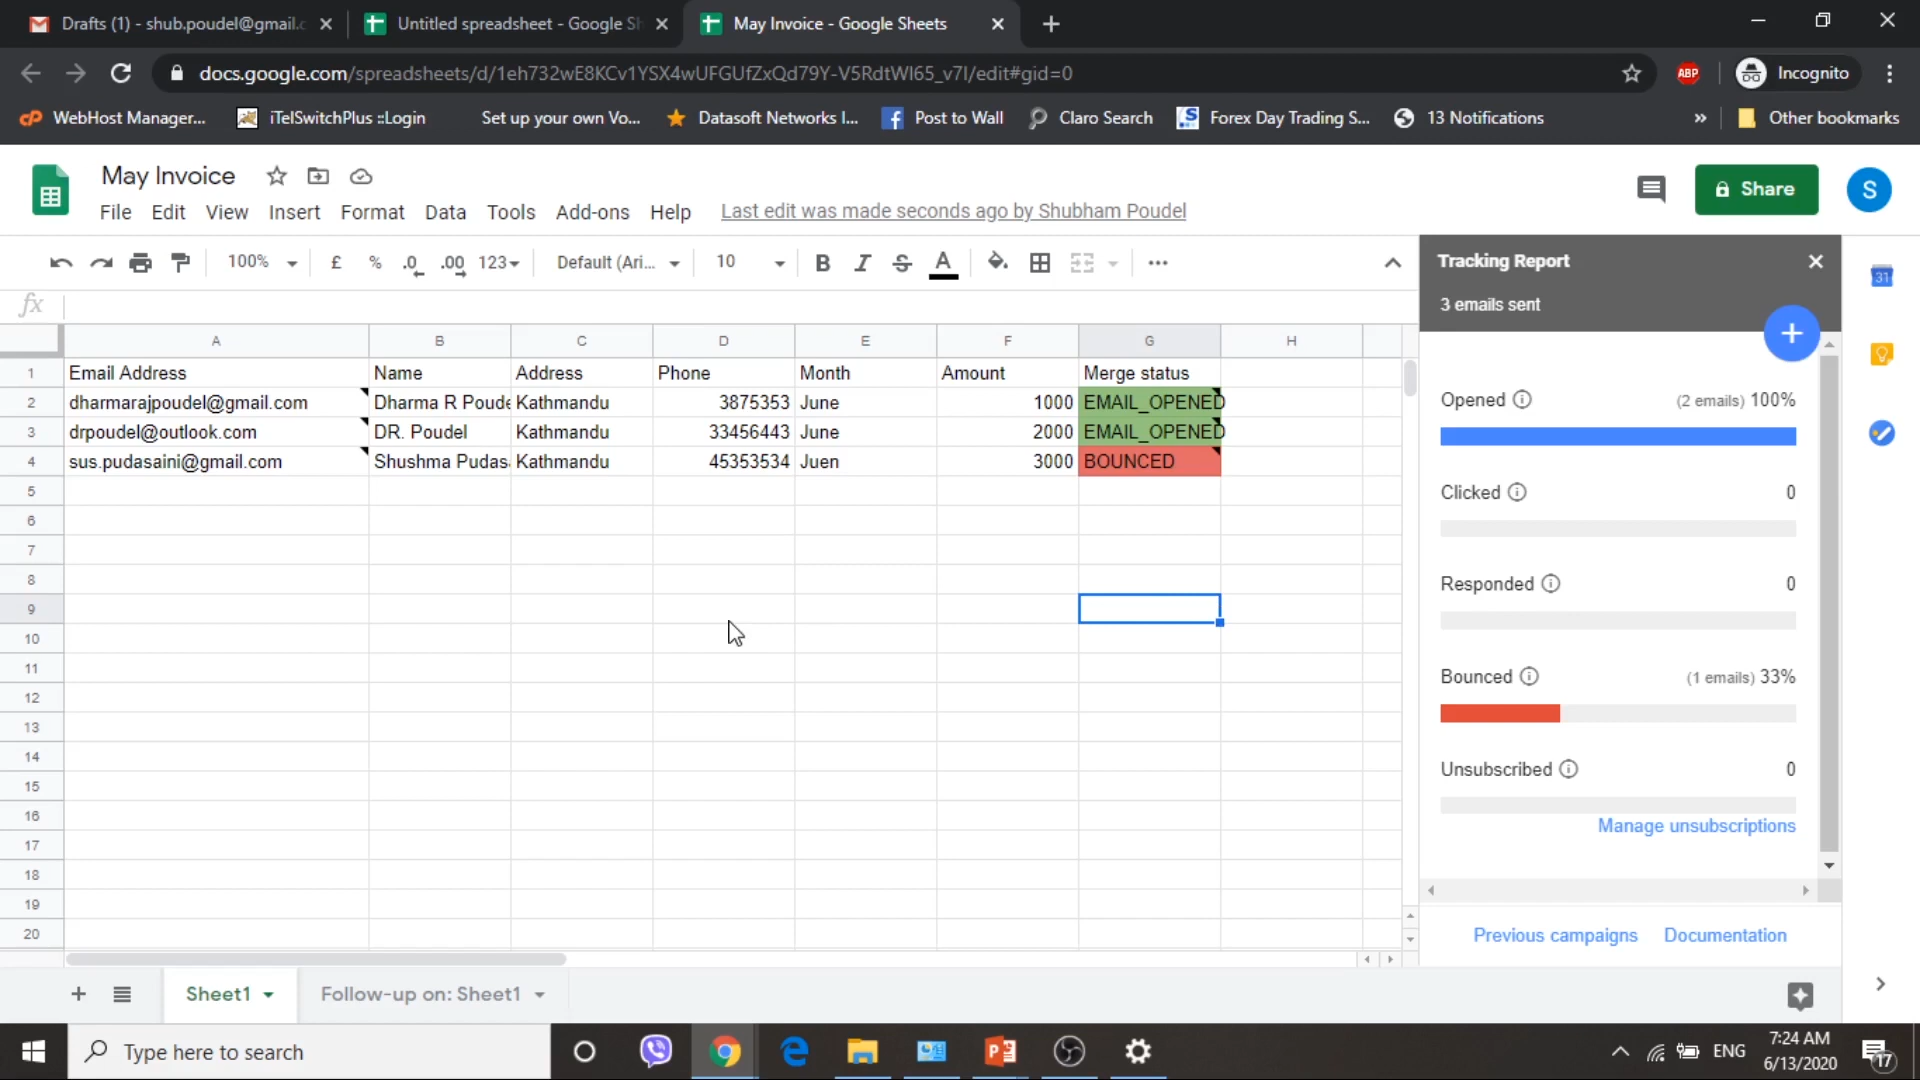 Drafts (1) - shub.poudel@gmail.c
Untitled spreadsheet - Google Sh
May Invoice - Google Sheets
docs.google.com/spreadsheets/d/1eh732wE8KCv1YSX4wUFGUfZxQd79Y-V5RdtWl65_v7I/edit#gid=0
ABP
Incognito
WebHost Manager...
iTelSwitchPlus ::Login
Set up your own Vo...
Datasoft Networks I...
Post to Wall
Claro Search
Forex Day Trading S...
13 Notifications
»
Other bookmarks
May Invoice
File Edit View Insert Format Data Tools Add-ons Help
Last edit was made seconds ago by Shubham Poudel
Share
S
100% £ % .0 .00 123 Default (Ari... 10 B I S A
fx
A B C D E F G H
1 Email Address Name Address Phone Month Amount Merge status
2 dharmarajpoudel@gmail.com Dharma R Poude Kathmandu 3875353 June 1000 EMAIL_OPENED
3 drpoudel@outlook.com DR. Poudel Kathmandu 33456443 June 2000 EMAIL_OPENED
4 sus.pudasaini@gmail.com Shushma Pudas Kathmandu 45353534 Juen 3000 BOUNCED
5
6
7
8
9
10
11
12
13
14
15
16
17
18
19
20
Tracking Report
3 emails sent
Opened (2 emails) 100%
Clicked 0
Responded 0
Bounced (1 emails) 33%
Unsubscribed 0
Manage unsubscriptions
Previous campaigns Documentation
31
Sheet1
Follow-up on: Sheet1
Type here to search
ENG
7:24 AM
6/13/2020
17